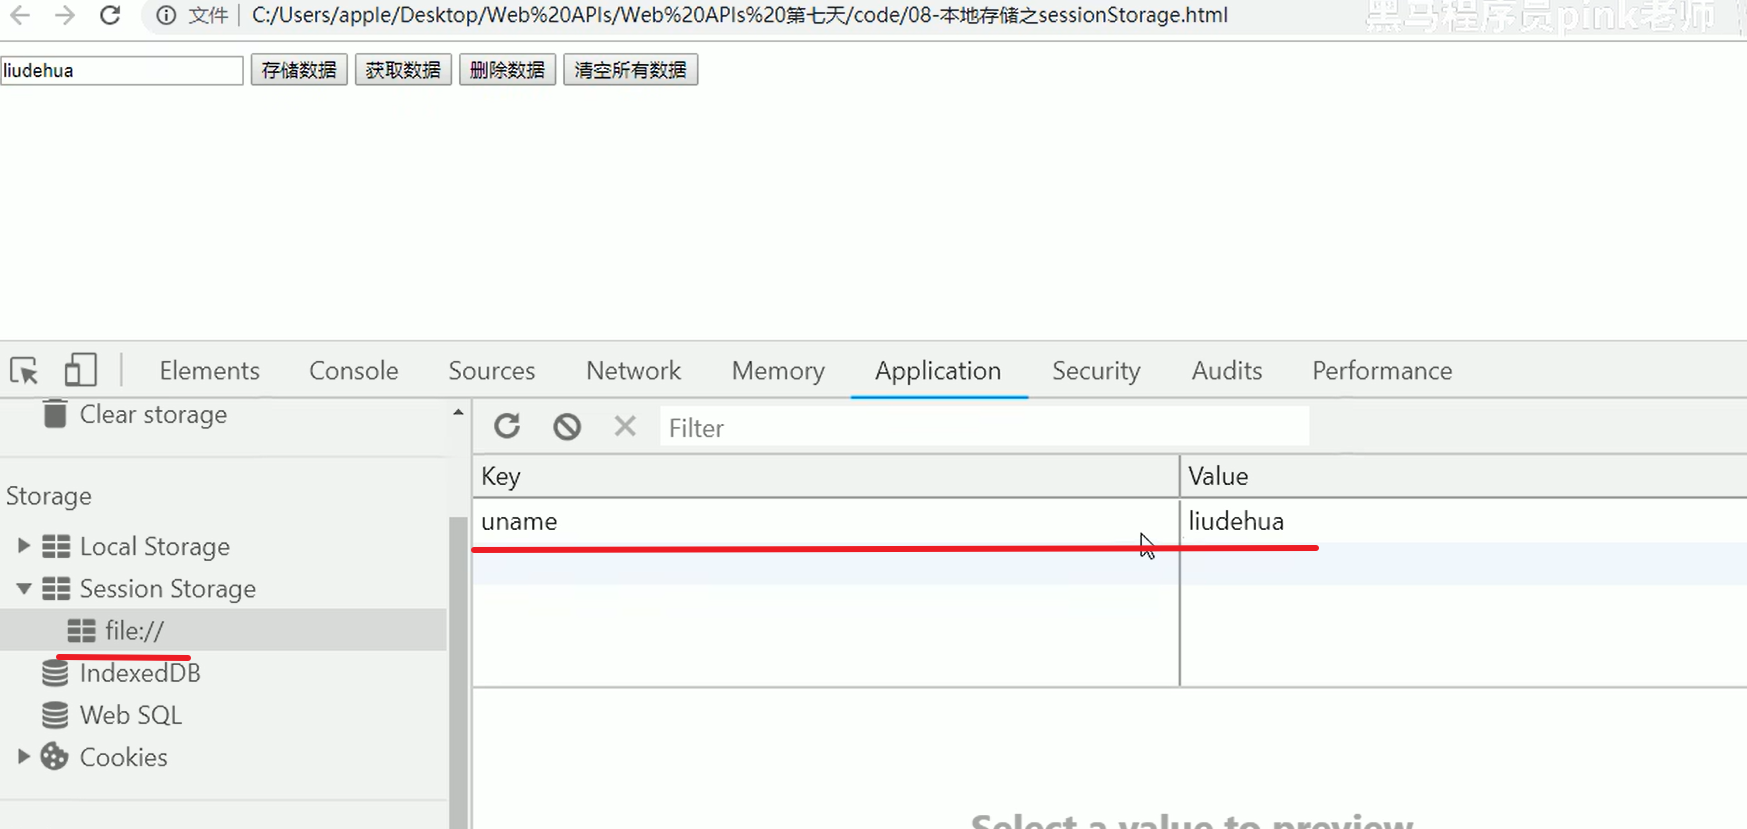 文件 C:/Users/apple/Desktop/Web%20APIs/Web%20APIs%20第七天/code/08-本地存储之sessionStorage.html
黑马程序员pink老师
liudehua 存储数据 获取数据 删除数据 清空所有数据
Elements Console Sources Network Memory Application Security Audits Performance
Clear storage
Filter
Key Value
Storage
uname liudehua
Local Storage
Session Storage
file://
IndexedDB
Web SQL
Cookies
Select a value to preview